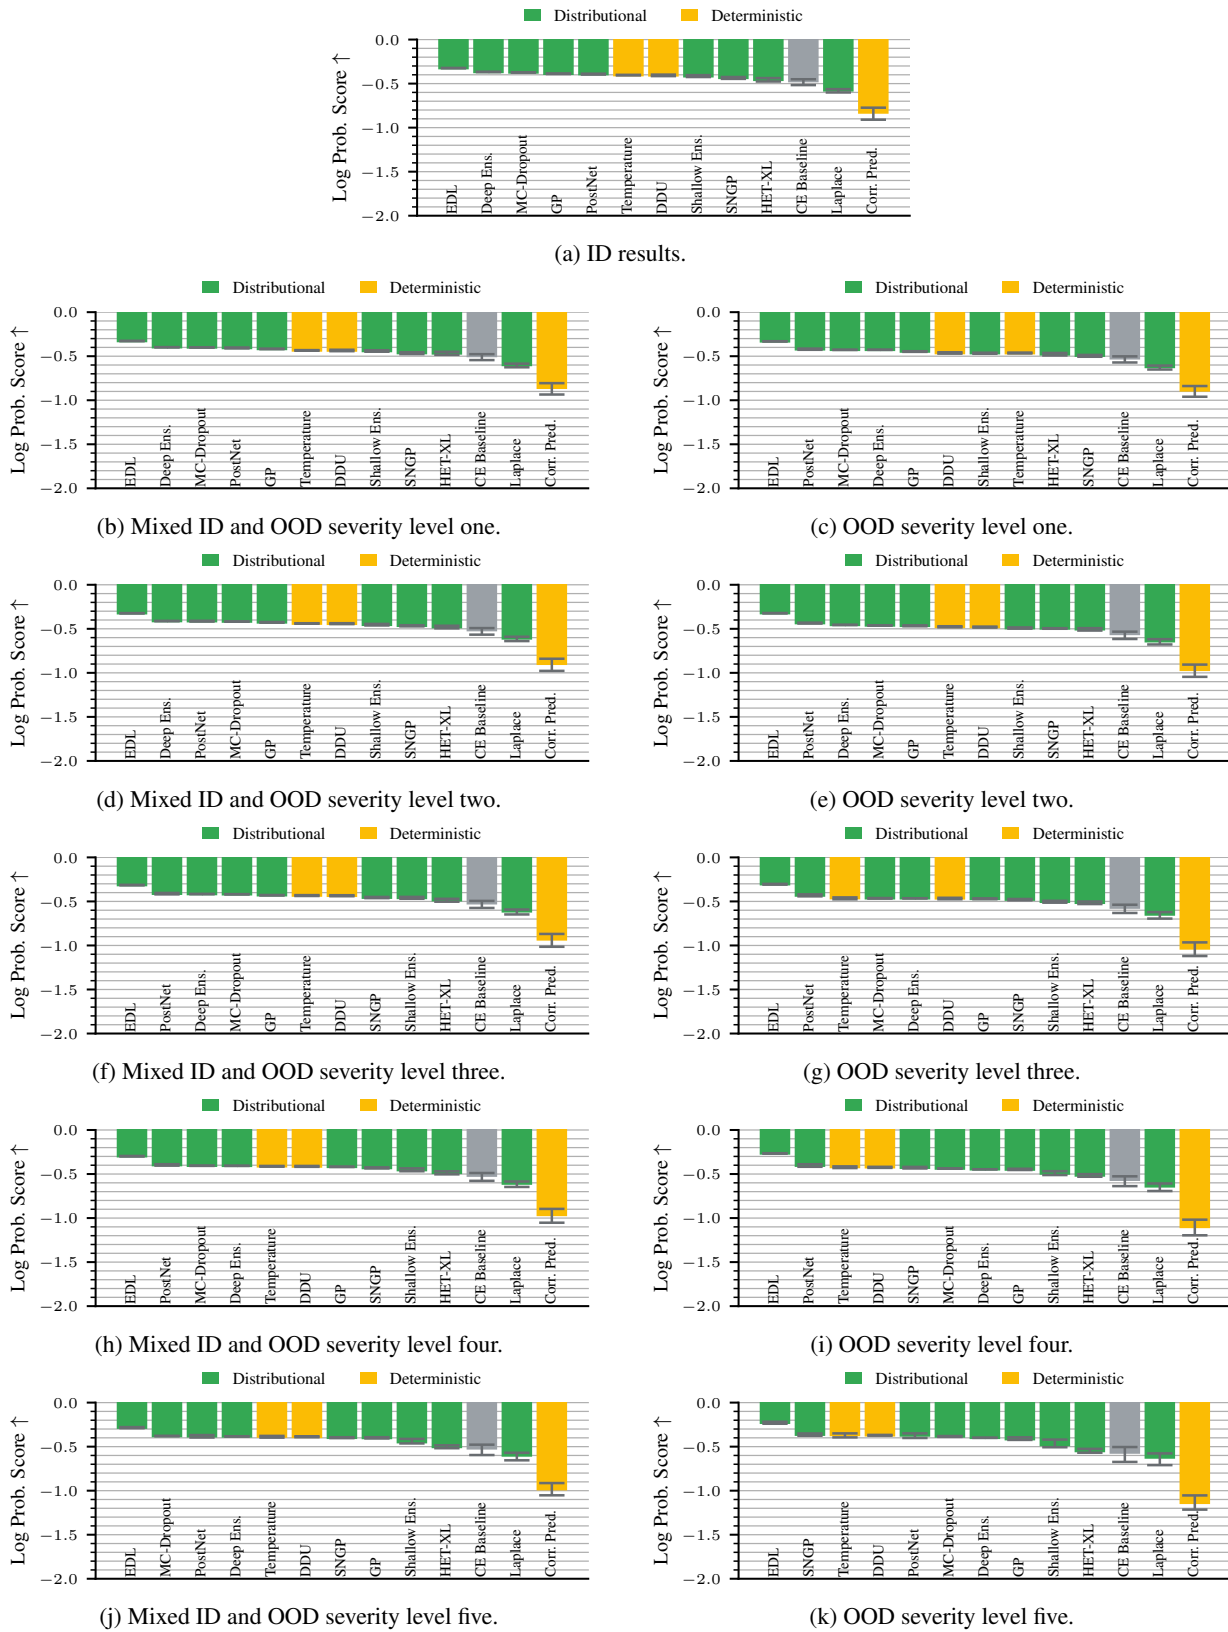 Distributional Deterministic
Log Prob. Score ↑
0.0
−0.5
−1.0
−1.5
−2.0
EDL
Deep Ens.
MC-Dropout
GP
PostNet
Temperature
DDU
Shallow Ens.
SNGP
HET-XL
CE Baseline
Laplace
Corr. Pred.
(a) ID results.
Distributional Deterministic
Log Prob. Score ↑
0.0
−0.5
−1.0
−1.5
−2.0
EDL
Deep Ens.
MC-Dropout
PostNet
GP
Temperature
DDU
Shallow Ens.
SNGP
HET-XL
CE Baseline
Laplace
Corr. Pred.
(b) Mixed ID and OOD severity level one.
Distributional Deterministic
Log Prob. Score ↑
0.0
−0.5
−1.0
−1.5
−2.0
EDL
PostNet
MC-Dropout
Deep Ens.
GP
DDU
Shallow Ens.
Temperature
HET-XL
SNGP
CE Baseline
Laplace
Corr. Pred.
(c) OOD severity level one.
Distributional Deterministic
Log Prob. Score ↑
0.0
−0.5
−1.0
−1.5
−2.0
EDL
Deep Ens.
PostNet
MC-Dropout
GP
Temperature
DDU
Shallow Ens.
SNGP
HET-XL
CE Baseline
Laplace
Corr. Pred.
(d) Mixed ID and OOD severity level two.
Distributional Deterministic
Log Prob. Score ↑
0.0
−0.5
−1.0
−1.5
−2.0
EDL
PostNet
Deep Ens.
MC-Dropout
GP
Temperature
DDU
Shallow Ens.
SNGP
HET-XL
CE Baseline
Laplace
Corr. Pred.
(e) OOD severity level two.
Distributional Deterministic
Log Prob. Score ↑
0.0
−0.5
−1.0
−1.5
−2.0
EDL
PostNet
Deep Ens.
MC-Dropout
GP
Temperature
DDU
SNGP
Shallow Ens.
HET-XL
CE Baseline
Laplace
Corr. Pred.
(f) Mixed ID and OOD severity level three.
Distributional Deterministic
Log Prob. Score ↑
0.0
−0.5
−1.0
−1.5
−2.0
EDL
PostNet
Temperature
MC-Dropout
Deep Ens.
DDU
GP
SNGP
Shallow Ens.
HET-XL
CE Baseline
Laplace
Corr. Pred.
(g) OOD severity level three.
Distributional Deterministic
Log Prob. Score ↑
0.0
−0.5
−1.0
−1.5
−2.0
EDL
PostNet
MC-Dropout
Deep Ens.
Temperature
DDU
GP
SNGP
Shallow Ens.
HET-XL
CE Baseline
Laplace
Corr. Pred.
(h) Mixed ID and OOD severity level four.
Distributional Deterministic
Log Prob. Score ↑
0.0
−0.5
−1.0
−1.5
−2.0
EDL
PostNet
Temperature
DDU
SNGP
MC-Dropout
Deep Ens.
GP
Shallow Ens.
HET-XL
CE Baseline
Laplace
Corr. Pred.
(i) OOD severity level four.
Distributional Deterministic
Log Prob. Score ↑
0.0
−0.5
−1.0
−1.5
−2.0
EDL
MC-Dropout
PostNet
Deep Ens.
Temperature
DDU
SNGP
GP
Shallow Ens.
HET-XL
CE Baseline
Laplace
Corr. Pred.
(j) Mixed ID and OOD severity level five.
Distributional Deterministic
Log Prob. Score ↑
0.0
−0.5
−1.0
−1.5
−2.0
EDL
SNGP
Temperature
DDU
PostNet
MC-Dropout
Deep Ens.
GP
Shallow Ens.
HET-XL
CE Baseline
Laplace
Corr. Pred.
(k) OOD severity level five.